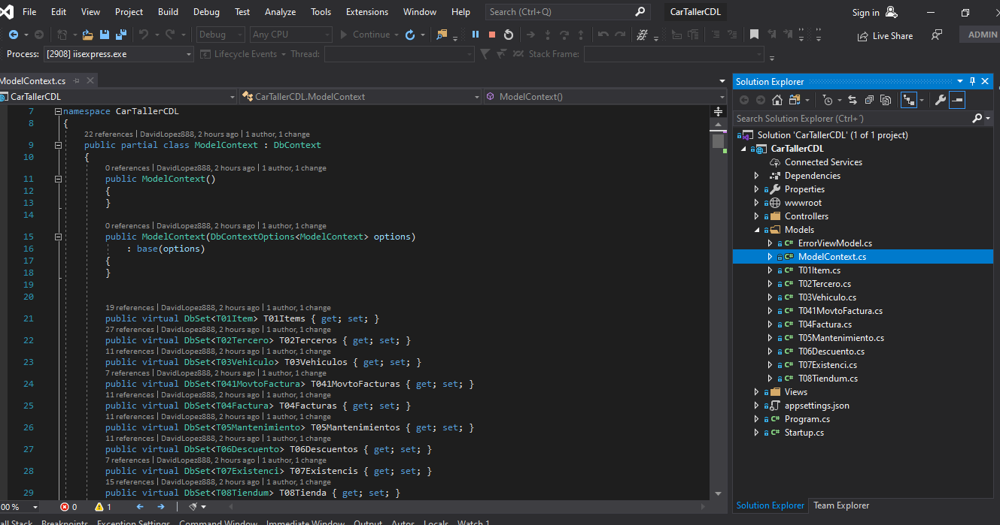 File Edit View Project Build Debug Test Analyze Tools Extensions Window Help Search (Ctrl+Q) CarTallerCDL Sign in
Debug Any CPU Continue Live Share ADMIN
Process: [2908] iisexpress.exe Lifecycle Events Thread: Stack Frame:
ModelContext.cs
CarTallerCDL CarTallerCDL.ModelContext ModelContext()
7 namespace CarTallerCDL
8 {
22 references | DavidLopez888, 2 hours ago | 1 author, 1 change
9 public partial class ModelContext : DbContext
10 {
0 references | DavidLopez888, 2 hours ago | 1 author, 1 change
11 public ModelContext()
12 {
13 }
14
0 references | DavidLopez888, 2 hours ago | 1 author, 1 change
15 public ModelContext(DbContextOptions<ModelContext> options)
16 : base(options)
17 {
18 }
19
20
19 references | DavidLopez888, 2 hours ago | 1 author, 1 change
21 public virtual DbSet<T01Item> T01Items { get; set; }
27 references | DavidLopez888, 2 hours ago | 1 author, 1 change
22 public virtual DbSet<T02Tercero> T02Terceros { get; set; }
11 references | DavidLopez888, 2 hours ago | 1 author, 1 change
23 public virtual DbSet<T03Vehiculo> T03Vehiculos { get; set; }
7 references | DavidLopez888, 2 hours ago | 1 author, 1 change
24 public virtual DbSet<T041MovtoFactura> T041MovtoFacturas { get; set; }
11 references | DavidLopez888, 2 hours ago | 1 author, 1 change
25 public virtual DbSet<T04Factura> T04Facturas { get; set; }
11 references | DavidLopez888, 2 hours ago | 1 author, 1 change
26 public virtual DbSet<T05Mantenimiento> T05Mantenimientos { get; set; }
11 references | DavidLopez888, 2 hours ago | 1 author, 1 change
27 public virtual DbSet<T06Descuento> T06Descuentos { get; set; }
7 references | DavidLopez888, 2 hours ago | 1 author, 1 change
28 public virtual DbSet<T07Existenci> T07Existencis { get; set; }
15 references | DavidLopez888, 2 hours ago | 1 author, 1 change
29 public virtual DbSet<T08Tiendum> T08Tienda { get; set; }
00 % 0 1
all Stack Breakpoints Exception Settings Command Window Immediate Window Output Autos Locals Watch 1
Solution Explorer
Search Solution Explorer (Ctrl+´)
Solution 'CarTallerCDL' (1 of 1 project)
CarTallerCDL
Connected Services
Dependencies
Properties
wwwroot
Controllers
Models
C# ErrorViewModel.cs
C# ModelContext.cs
C# T01Item.cs
C# T02Tercero.cs
C# T03Vehiculo.cs
C# T041MovtoFactura.cs
C# T04Factura.cs
C# T05Mantenimiento.cs
C# T06Descuento.cs
C# T07Existenci.cs
C# T08Tiendum.cs
Views
appsettings.json
C# Program.cs
C# Startup.cs
Solution Explorer Team Explorer